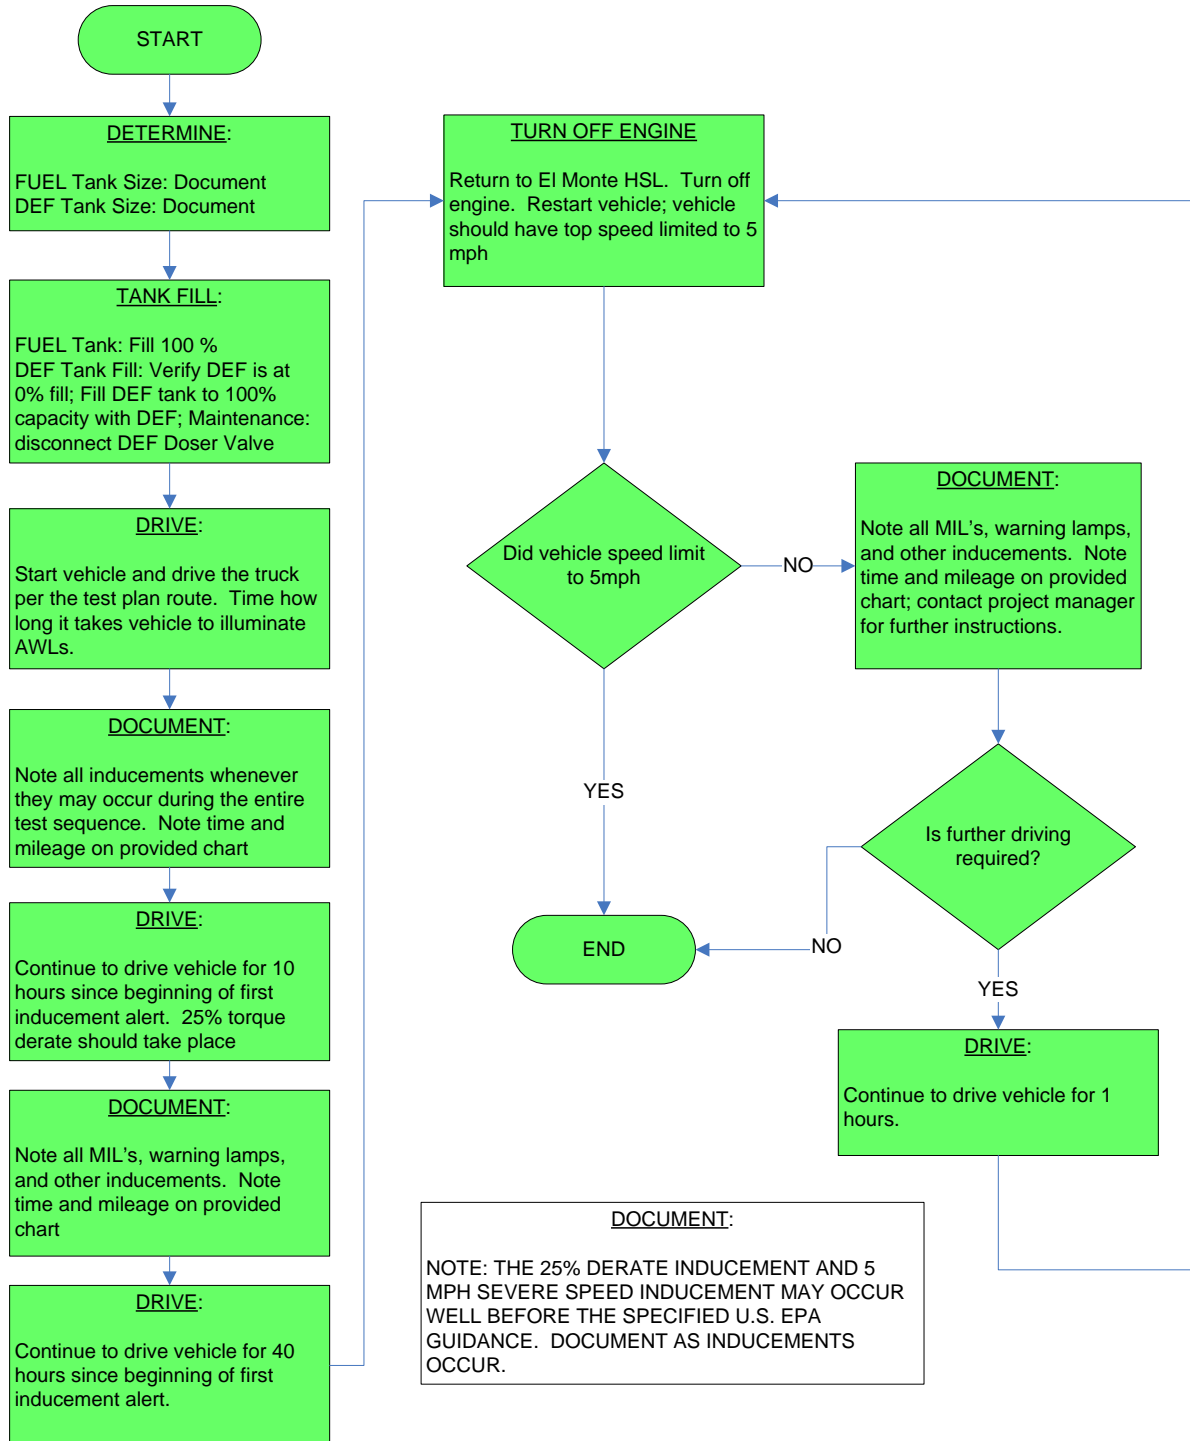 START
DETERMINE:
FUEL Tank Size: Document
DEF Tank Size: Document
TANK FILL:
FUEL Tank: Fill 100 %
DEF Tank Fill: Verify DEF is at
0% fill; Fill DEF tank to 100%
capacity with DEF; Maintenance:
disconnect DEF Doser Valve
DRIVE:
Start vehicle and drive the truck
per the test plan route.  Time how
long it takes vehicle to illuminate
AWLs.
DOCUMENT:
Note all inducements whenever
they may occur during the entire
test sequence.  Note time and
mileage on provided chart
DRIVE:
Continue to drive vehicle for 10
hours since beginning of first
inducement alert.  25% torque
derate should take place
DOCUMENT:
Note all MIL's, warning lamps,
and other inducements.  Note
time and mileage on provided
chart
DRIVE:
Continue to drive vehicle for 40
hours since beginning of first
inducement alert.
TURN OFF ENGINE
Return to El Monte HSL.  Turn off
engine.  Restart vehicle; vehicle
should have top speed limited to 5
mph
Did vehicle speed limit
to 5mph
NO
YES
END
DOCUMENT:
Note all MIL's, warning lamps,
and other inducements.  Note
time and mileage on provided
chart; contact project manager
for further instructions.
Is further driving
required?
NO
YES
DRIVE:
Continue to drive vehicle for 1
hours.
DOCUMENT:
NOTE: THE 25% DERATE INDUCEMENT AND 5
MPH SEVERE SPEED INDUCEMENT MAY OCCUR
WELL BEFORE THE SPECIFIED U.S. EPA
GUIDANCE.  DOCUMENT AS INDUCEMENTS
OCCUR.